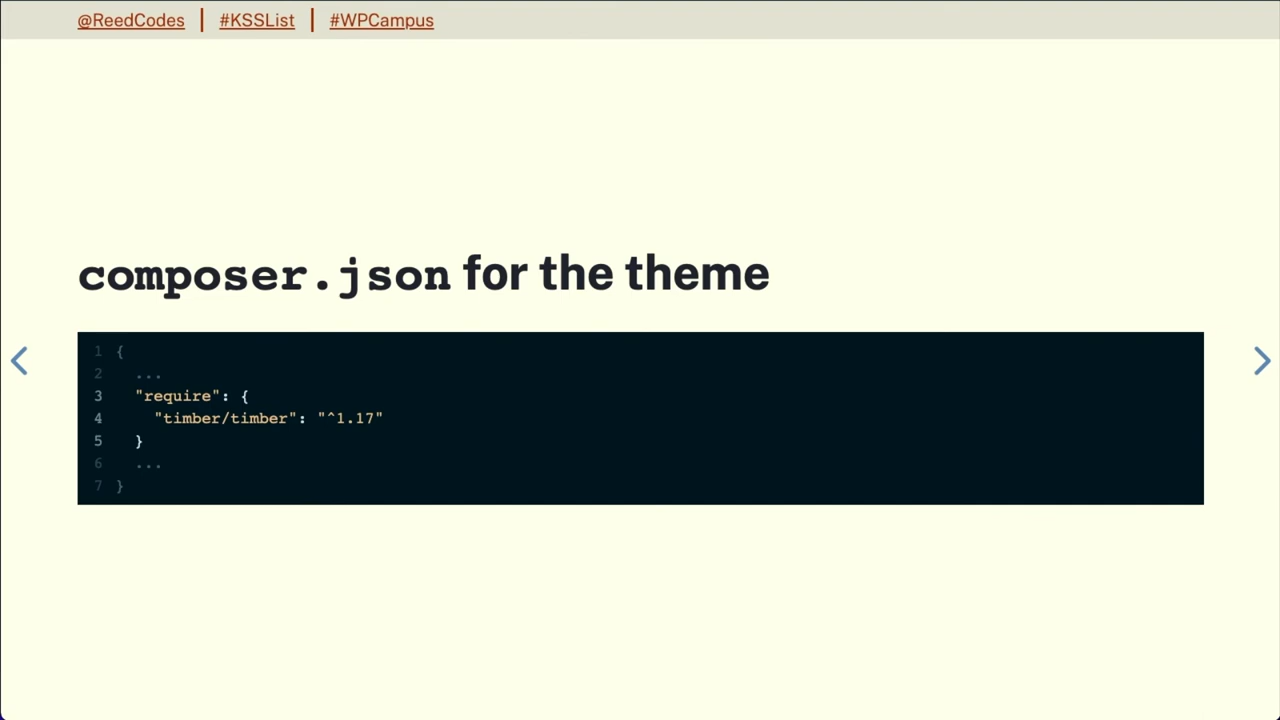 @ReedCodes | #KSSList | #WPCampus
composer.json for the theme
1 {
2 ...
3 "require": {
4 "timber/timber": "^1.17"
5 }
6 ...
7 }